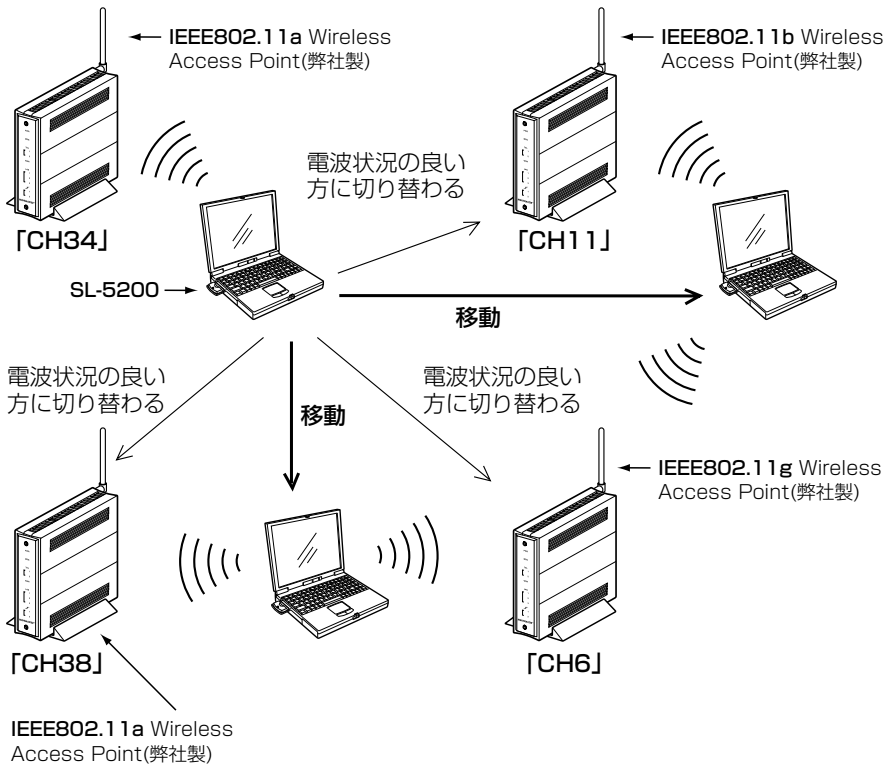 IEEE802.11a Wireless
Access Point(弊社製)
IEEE802.11b Wireless
Access Point(弊社製)
電波状況の良い
方に切り替わる
「CH34」
「CH11」
SL-5200
移動
電波状況の良い
方に切り替わる
電波状況の良い
方に切り替わる
移動
IEEE802.11g Wireless
Access Point(弊社製)
「CH38」
「CH6」
IEEE802.11a Wireless
Access Point(弊社製)